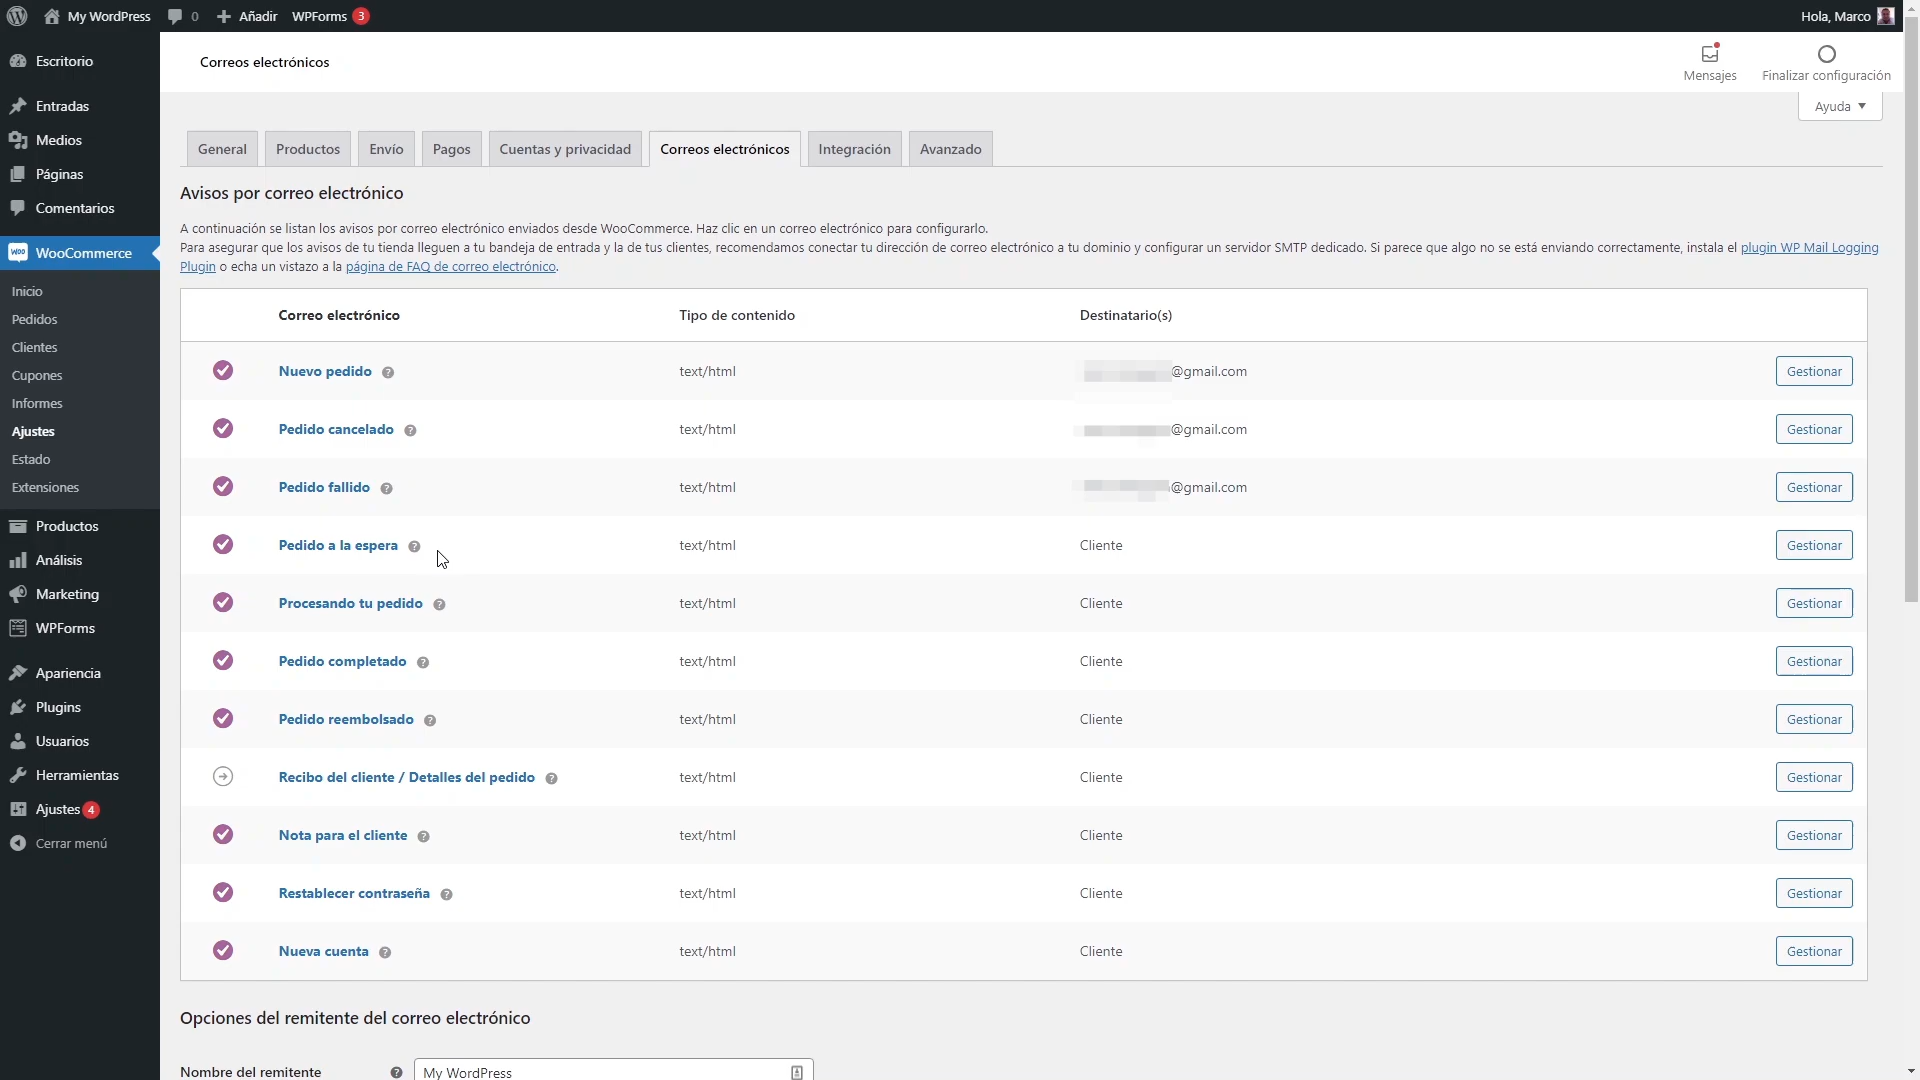 My WordPress 0 Añadir WPForms 3 Hola, Marco
Escritorio
Entradas
Medios
Páginas
Comentarios
woo WooCommerce
Inicio
Pedidos
Clientes
Cupones
Informes
Ajustes
Estado
Extensiones
Productos
Análisis
Marketing
WPForms
Apariencia
Plugins
Usuarios
Herramientas
Ajustes 4
Cerrar menú
Correos electrónicos
Mensajes
Finalizar configuración
Ayuda
General Productos Envío Pagos Cuentas y privacidad Correos electrónicos Integración Avanzado
Avisos por correo electrónico
A continuación se listan los avisos por correo electrónico enviados desde WooCommerce. Haz clic en un correo electrónico para configurarlo.
Para asegurar que los avisos de tu tienda lleguen a tu bandeja de entrada y la de tus clientes, recomendamos conectar tu dirección de correo electrónico a tu dominio y configurar un servidor SMTP dedicado. Si parece que algo no se está enviando correctamente, instala el plugin WP Mail Logging
Plugin o echa un vistazo a la página de FAQ de correo electrónico.
Correo electrónico Tipo de contenido Destinatario(s)
Nuevo pedido ? text/html @gmail.com Gestionar
Pedido cancelado ? text/html @gmail.com Gestionar
Pedido fallido ? text/html @gmail.com Gestionar
Pedido a la espera ? text/html Cliente Gestionar
Procesando tu pedido ? text/html Cliente Gestionar
Pedido completado ? text/html Cliente Gestionar
Pedido reembolsado ? text/html Cliente Gestionar
Recibo del cliente / Detalles del pedido ? text/html Cliente Gestionar
Nota para el cliente ? text/html Cliente Gestionar
Restablecer contraseña ? text/html Cliente Gestionar
Nueva cuenta ? text/html Cliente Gestionar
Opciones del remitente del correo electrónico
Nombre del remitente ? My WordPress